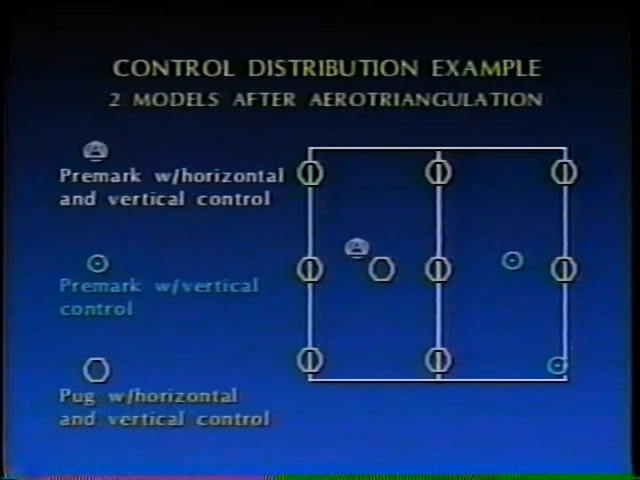 CONTROL DISTRIBUTION EXAMPLE
2 MODELS AFTER AEROTRIANGULATION
Premark w/horizontal
and vertical control
Premark w/vertical
control
Pug w/horizontal
and vertical control